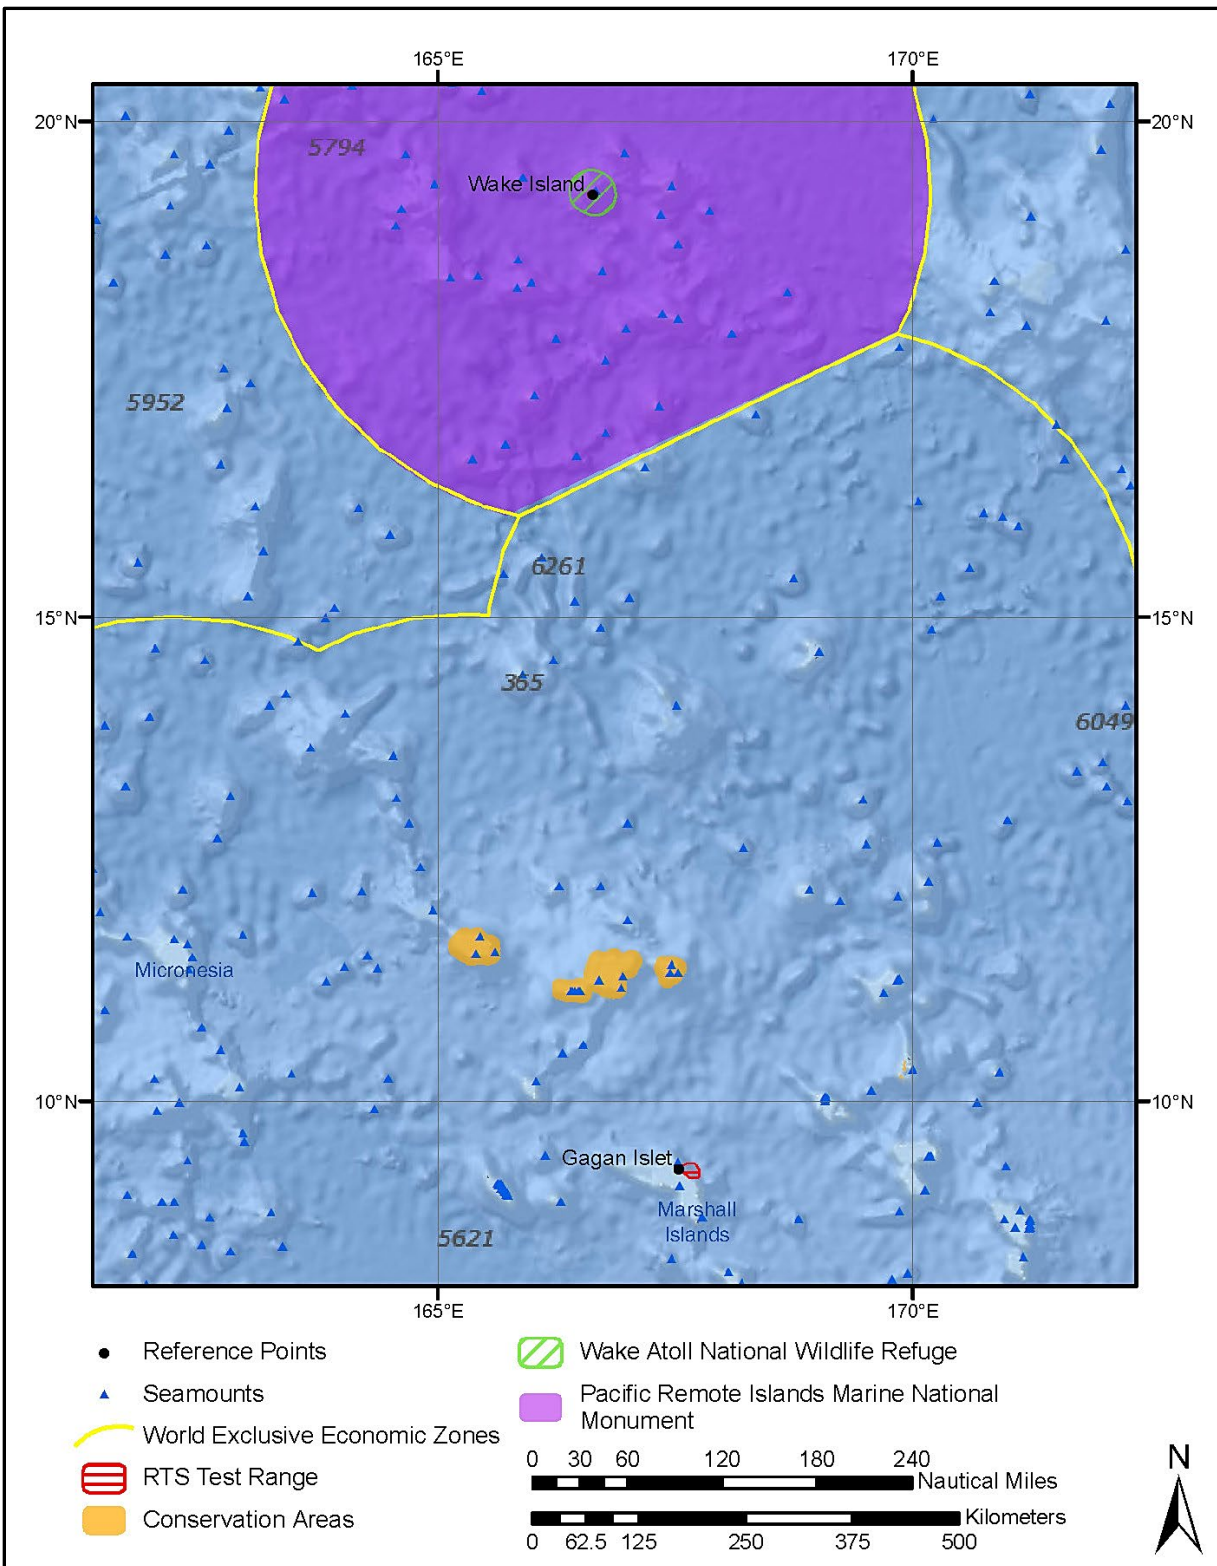 165°E 170°E
20°N 20°N
5794
Wake Island
5952
6261
15°N 15°N
365
6049
Micronesia
10°N 10°N
Gagan Islet
Marshall
Islands
5621
165°E 170°E
Reference Points
Seamounts
World Exclusive Economic Zones
RTS Test Range
Conservation Areas
Wake Atoll National Wildlife Refuge
Pacific Remote Islands Marine National
Monument
0 30 60 120 180 240
Nautical Miles
Kilometers
0 62.5 125 250 375 500
N